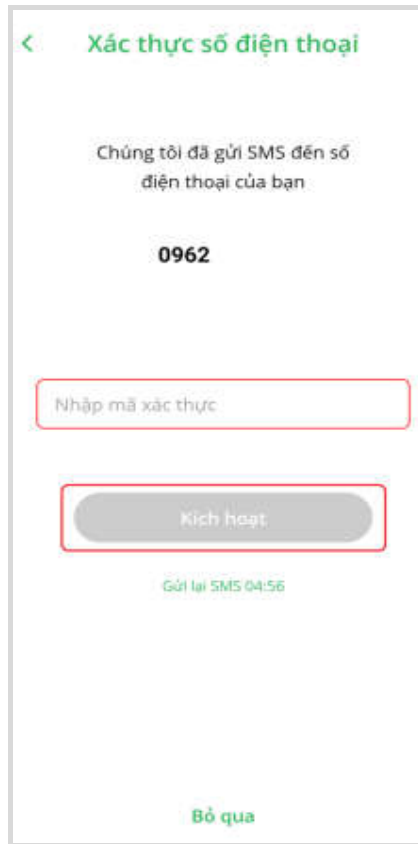 Xác thực số điện thoại
Chúng tôi đã gửi SMS đến số
điện thoại của bạn
0962
Nhập mã xác thực
Kích hoạt
Gửi lại SMS 04:56
Bỏ qua